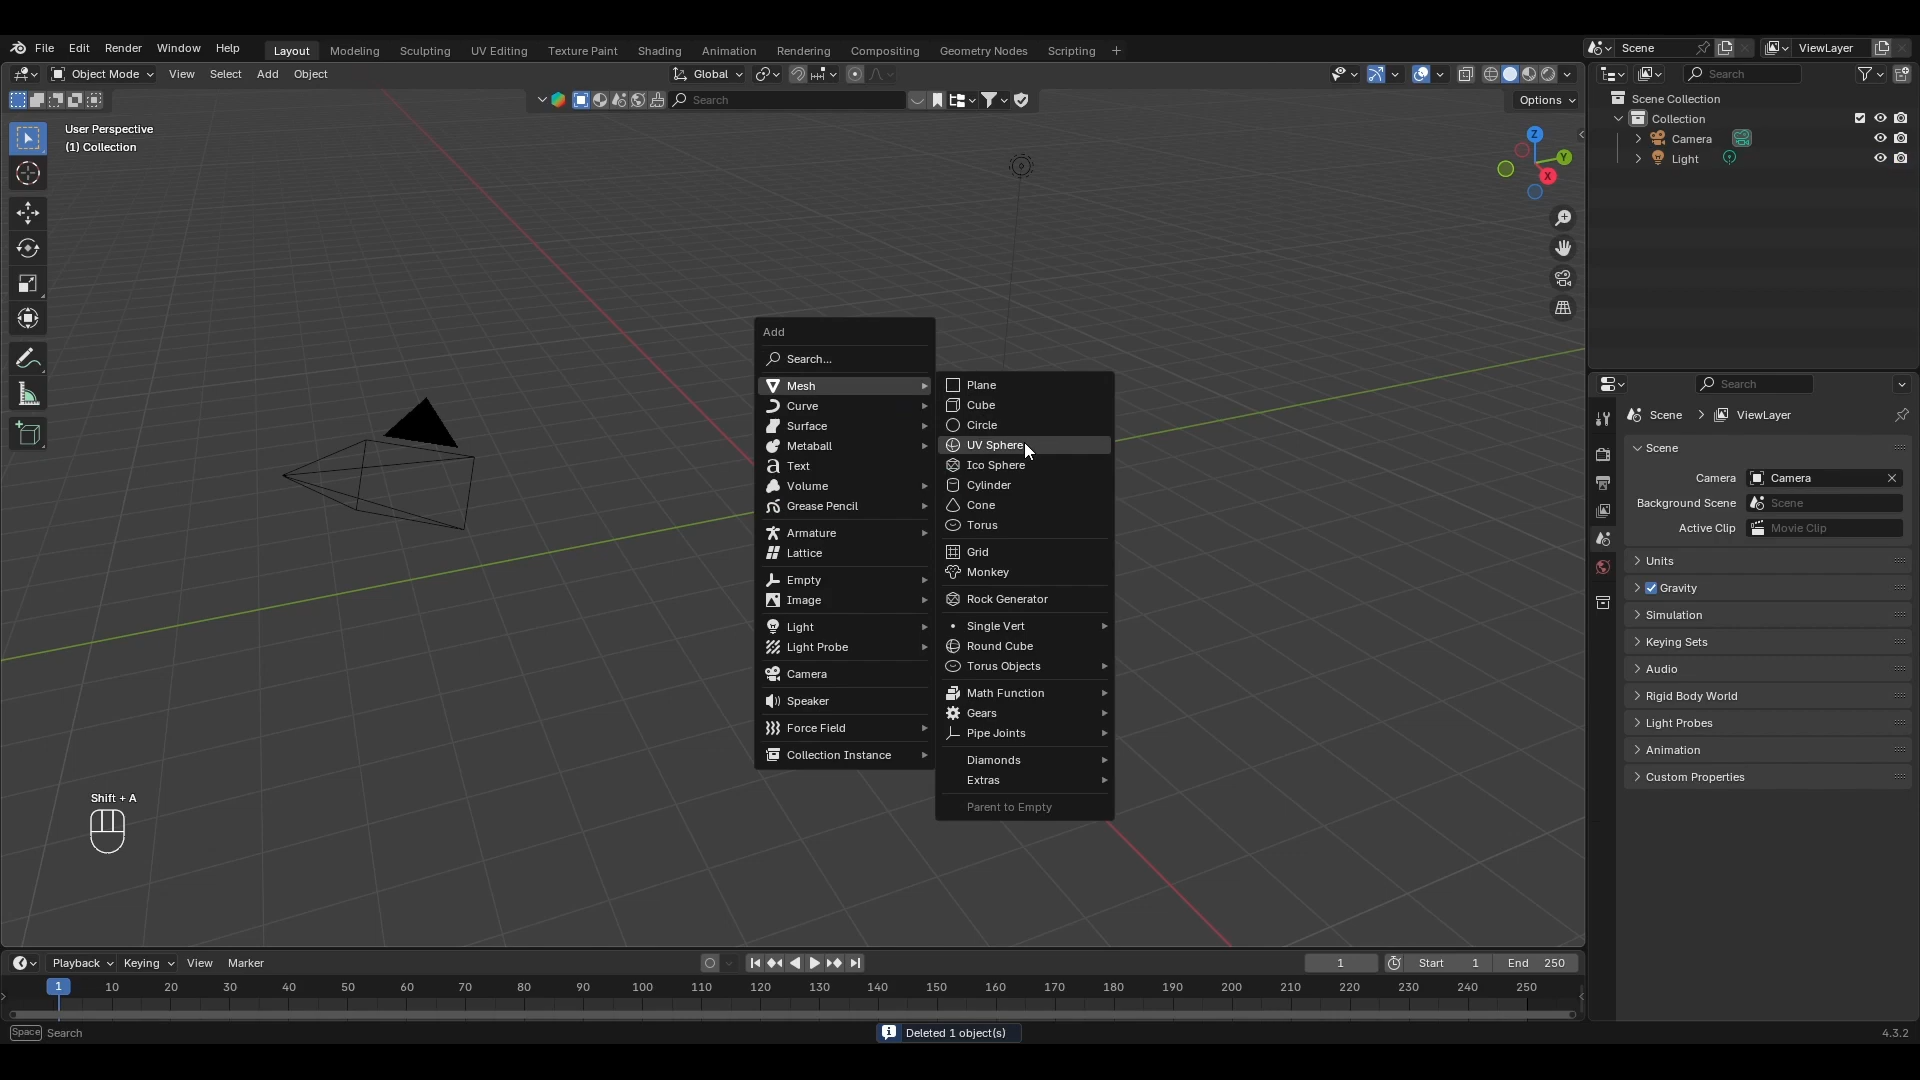 File Edit Render Window Help Layout Modeling Sculpting UV Editing Texture Paint Shading Animation Rendering Compositing Geometry Nodes Scripting + Scene ViewLayer
Object Mode View Select Add Object Global Search
Search Options
User Perspective
(1) Collection
Z
Y
X
Scene Collection
Collection
Camera
Light
Add
Search...
Mesh
Curve
Surface
Metaball
Text
Volume
Grease Pencil
Armature
Lattice
Empty
Image
Light
Light Probe
Camera
Speaker
Force Field
Collection Instance
Plane
Cube
Circle
UV Sphere
Ico Sphere
Cylinder
Cone
Torus
Grid
Monkey
Rock Generator
Single Vert
Round Cube
Torus Objects
Math Function
Gears
Pipe Joints
Diamonds
Extras
Parent to Empty
Search
Scene > ViewLayer
Scene
Camera Camera
Background Scene Scene
Active Clip Movie Clip
Units
Gravity
Simulation
Keying Sets
Audio
Rigid Body World
Light Probes
Animation
Custom Properties
Shift + A
Playback Keying View Marker 1 Start 1 End 250
1 10 20 30 40 50 60 70 80 90 100 110 120 130 140 150 160 170 180 190 200 210 220 230 240 250
Space Search Deleted 1 object(s) 4.3.2